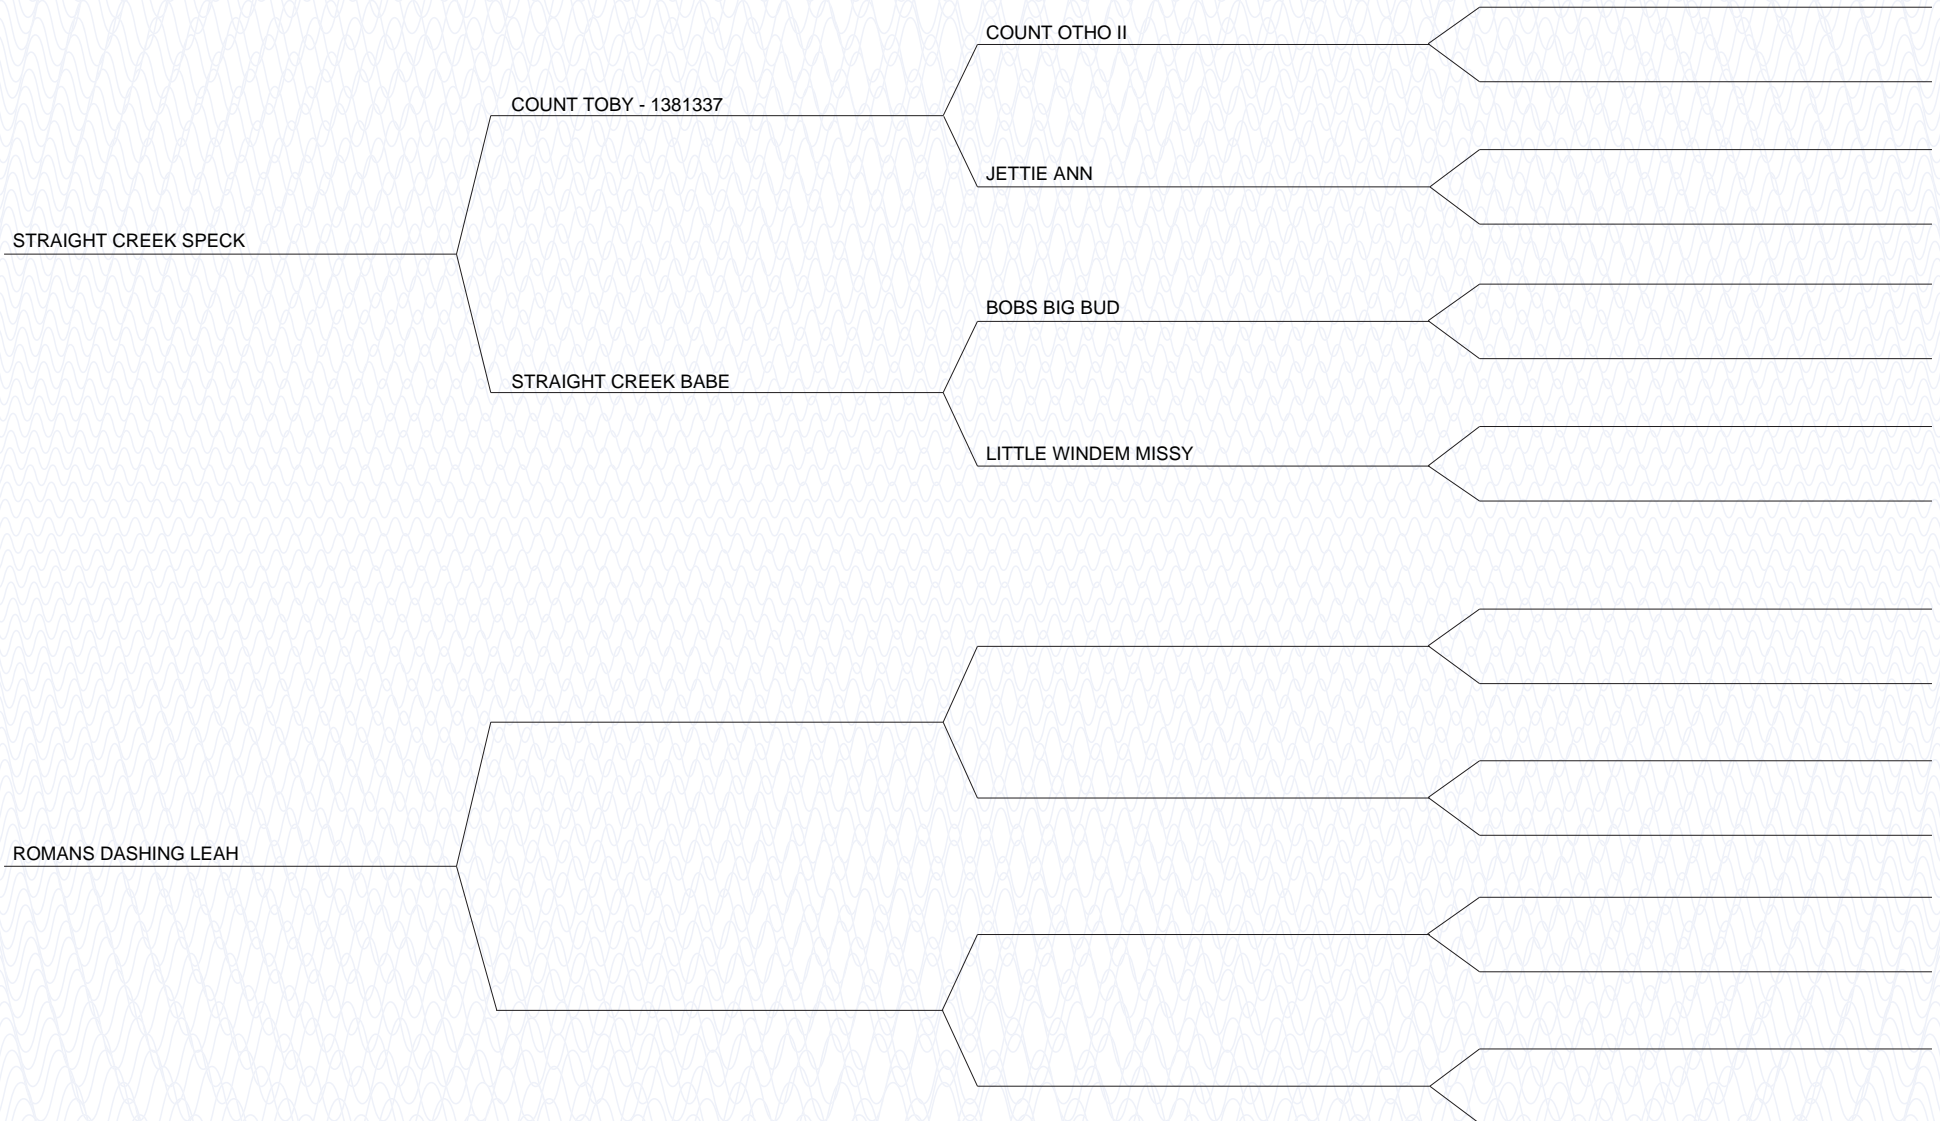 COUNT OTHO II
COUNT TOBY - 1381337
JETTIE ANN
STRAIGHT CREEK SPECK
BOBS BIG BUD
STRAIGHT CREEK BABE
LITTLE WINDEM MISSY
ROMANS DASHING LEAH